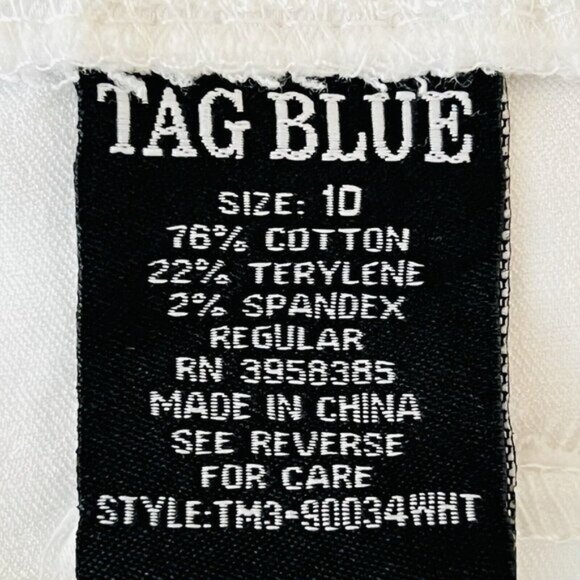 TAG BLUE
SIZE: 10
76% COTTON
22% TERYLENE
2% SPANDEX
REGULAR
RN 3958385
MADE IN CHINA
SEE REVERSE
FOR CARE
STYLE:TM3-90034WHT